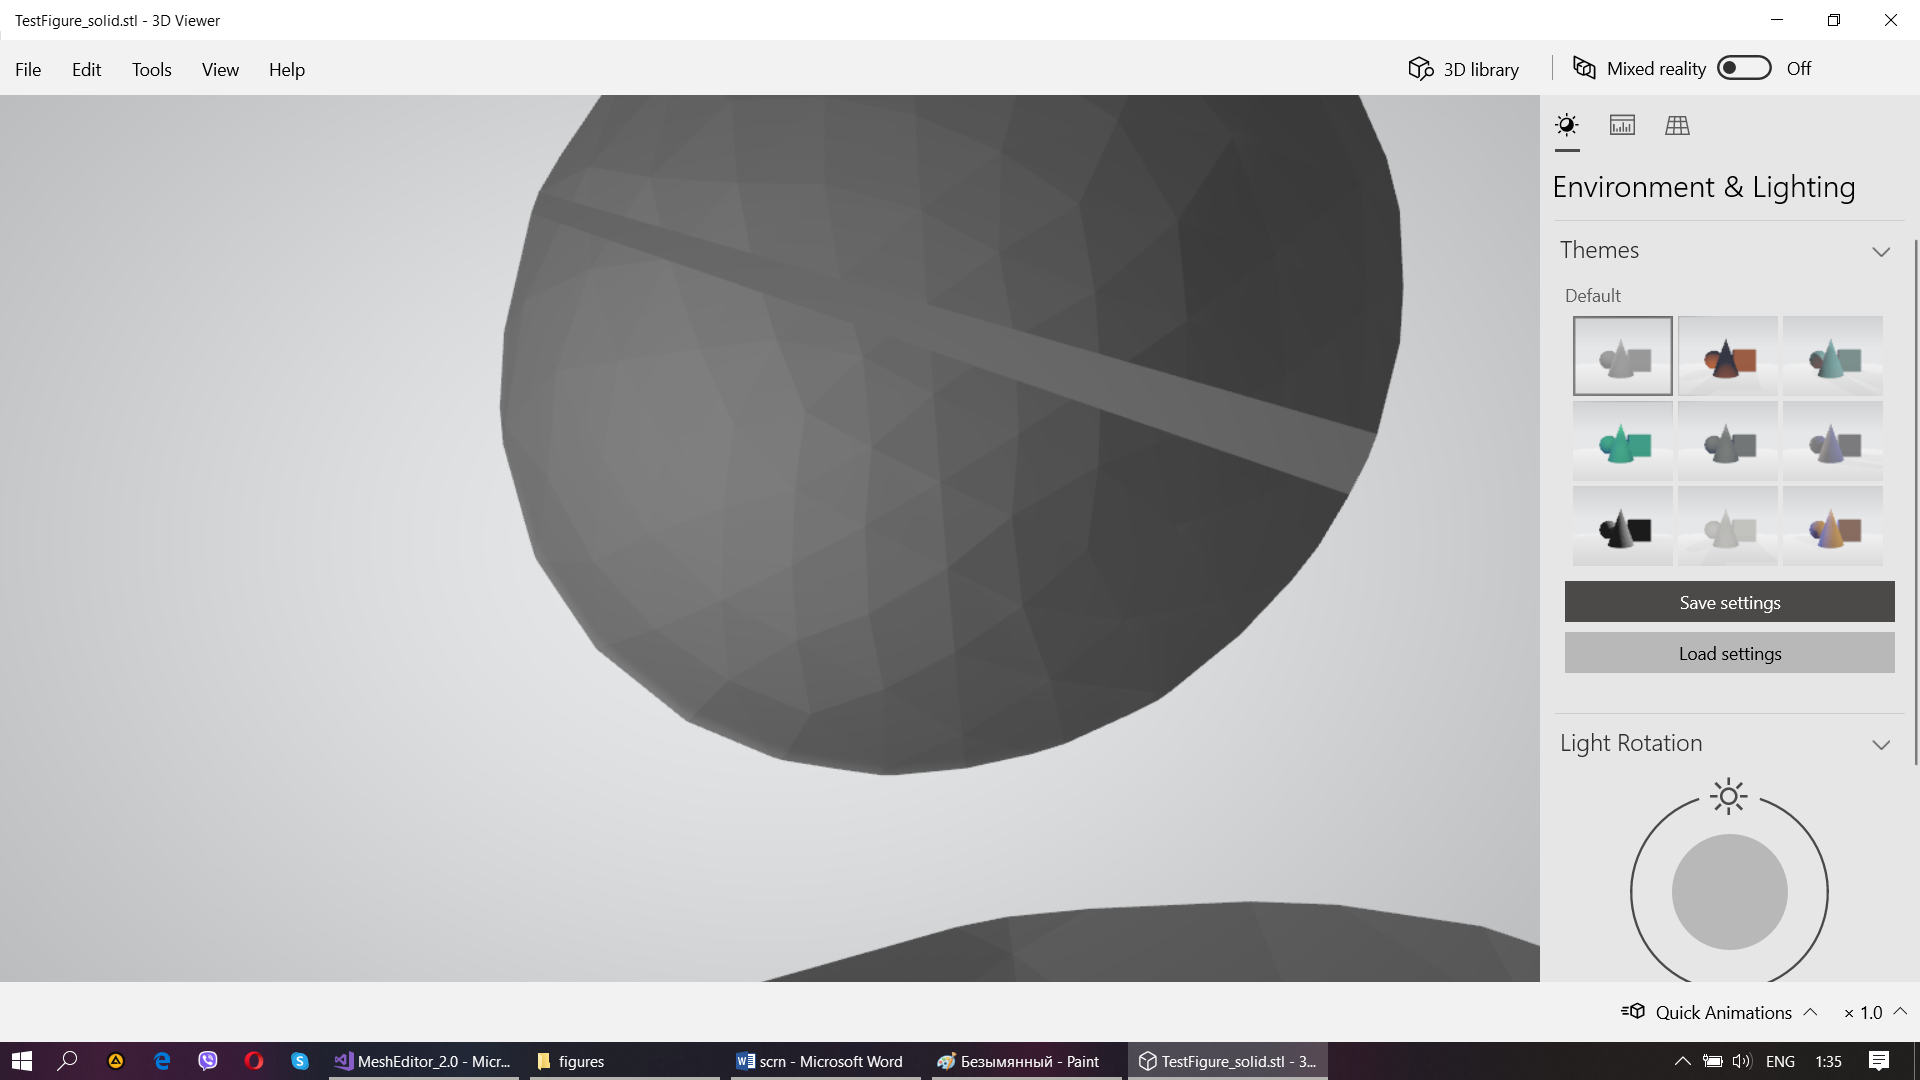 TestFigure_solid.stl - 3D Viewer
File Edit Tools View Help
3D library
Mixed reality Off
Environment & Lighting
Themes
Default
Save settings
Load settings
Light Rotation
Quick Animations × 1.0
MeshEditor_2.0 - Micr... figures scrn - Microsoft Word Безымянный - Paint TestFigure_solid.stl - 3... ENG 1:35